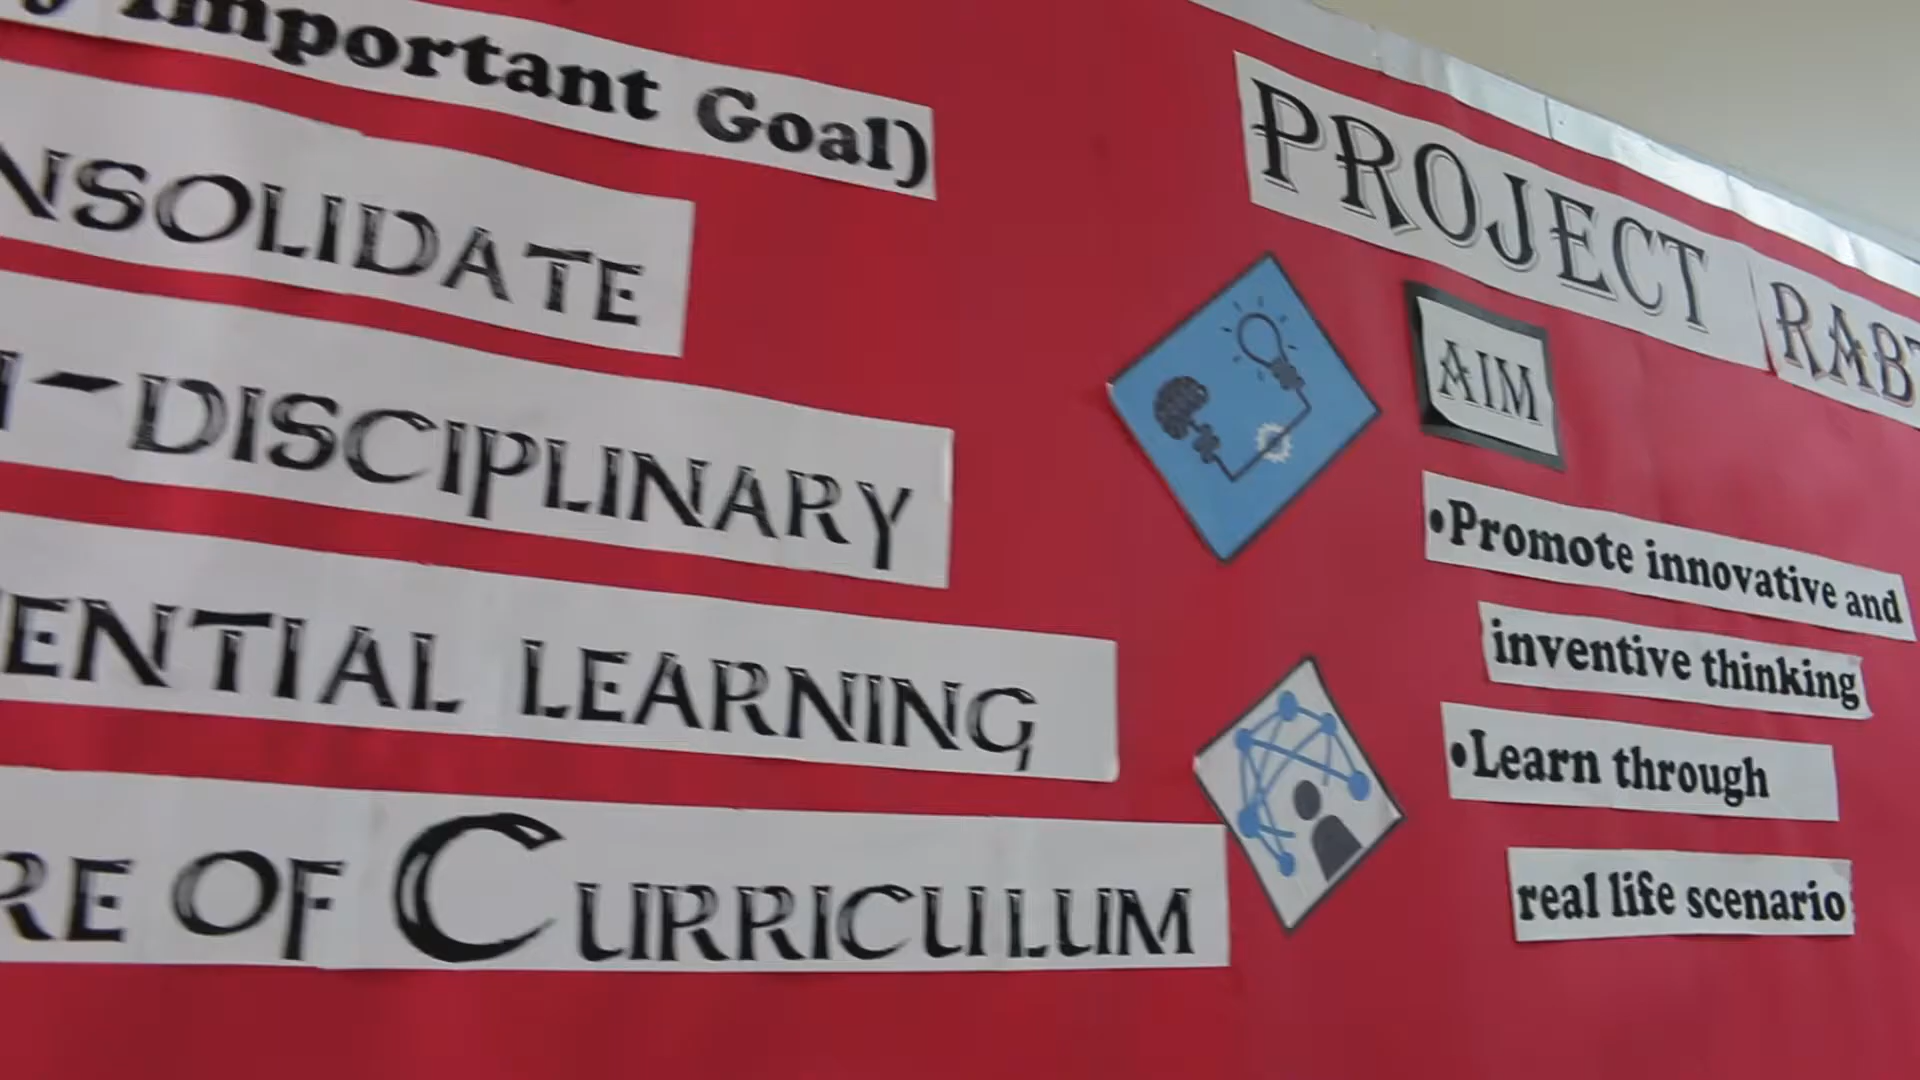 Important Goal)
NSOLIDATE
-DISCIPLINARY
ENTIAL LEARNING
RE OF CURRICULUM
PROJECT RAB
AIM
•Promote innovative and
inventive thinking
•Learn through
real life scenario